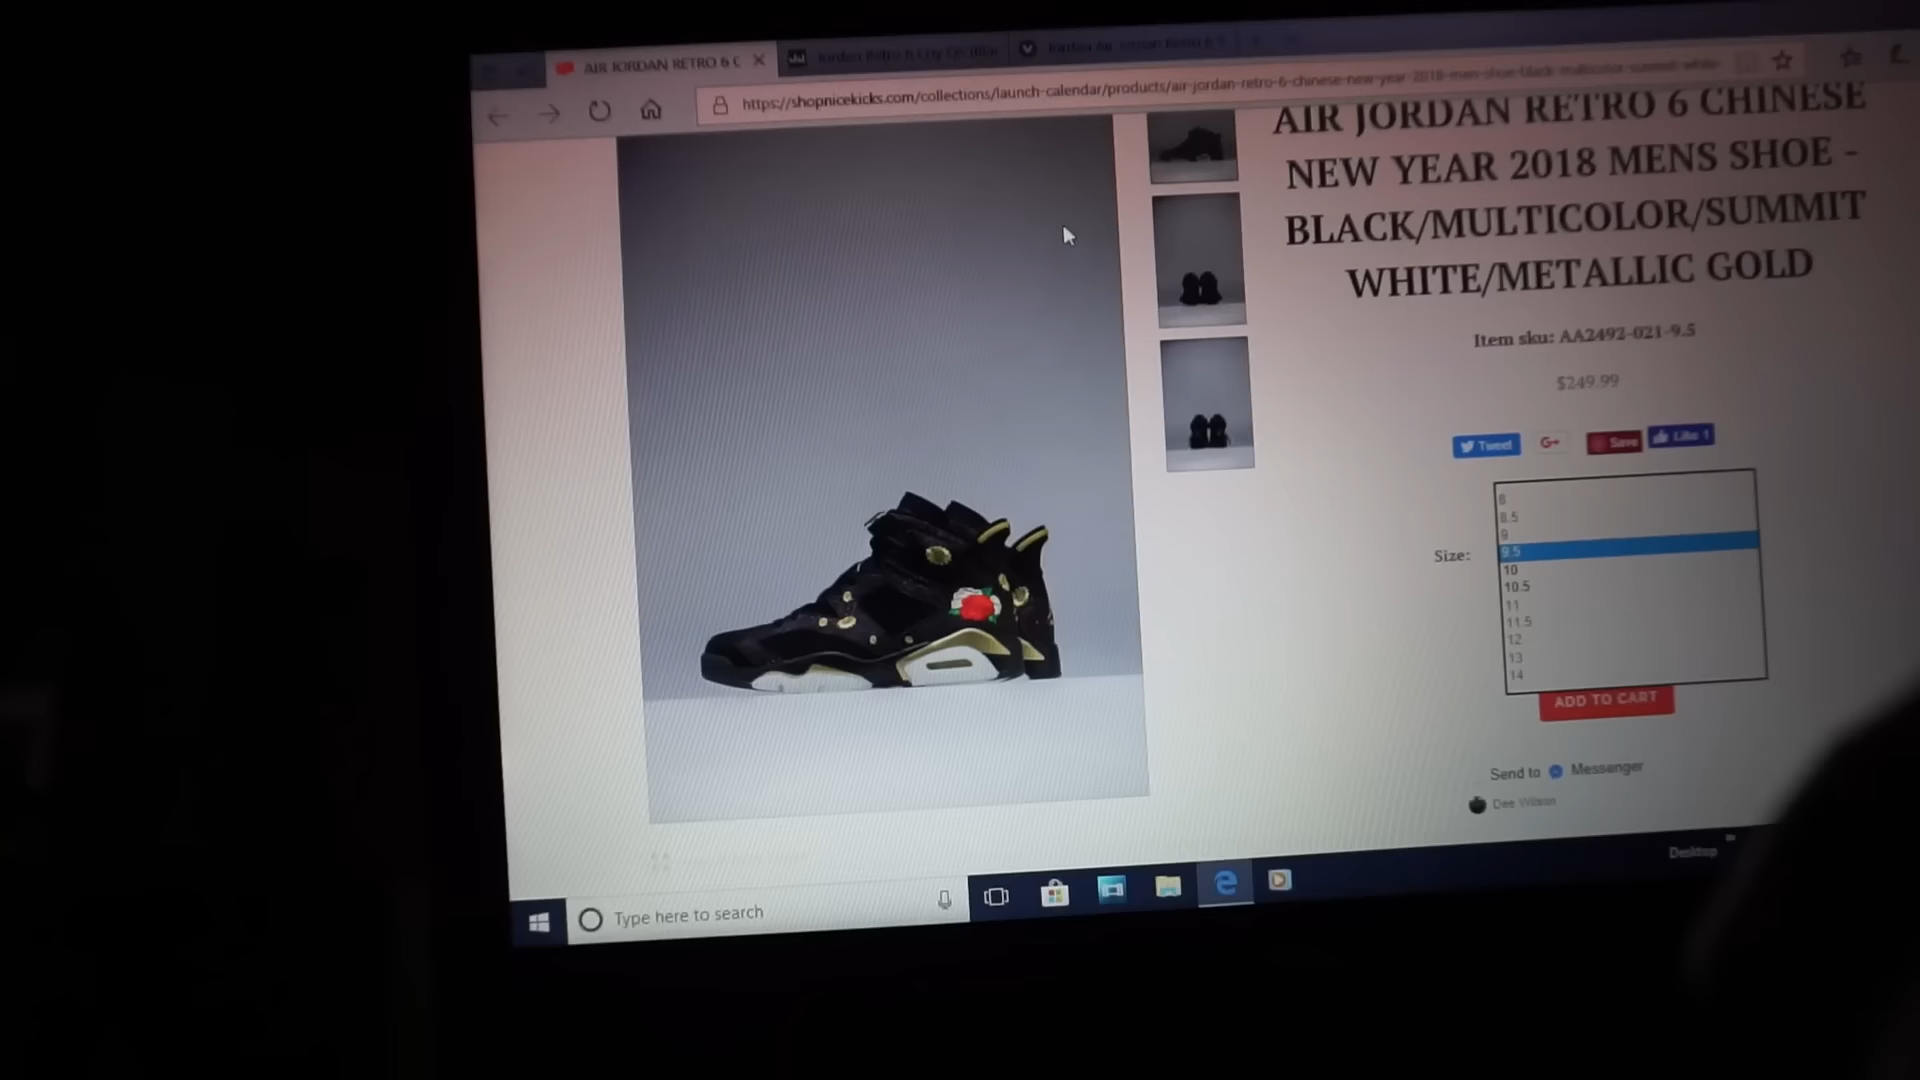 AIR JORDAN RETRO 6 C
https://shopnicekicks.com/collections/launch-calendar/products/air-jordan-retro-6-chinese-new-year-2018-men-shoe-black-multicolor-summit-white-
AIR JORDAN RETRO 6 CHINESE
NEW YEAR 2018 MENS SHOE -
BLACK/MULTICOLOR/SUMMIT
WHITE/METALLIC GOLD
Item sku: AA2492-021-9.5
$249.99
Tweet
G+
Save
Like 1
Size:
8
8.5
9
9.5
10
10.5
11
11.5
12
13
14
ADD TO CART
Send to Messenger
Dee Wilson
Desktop
Type here to search